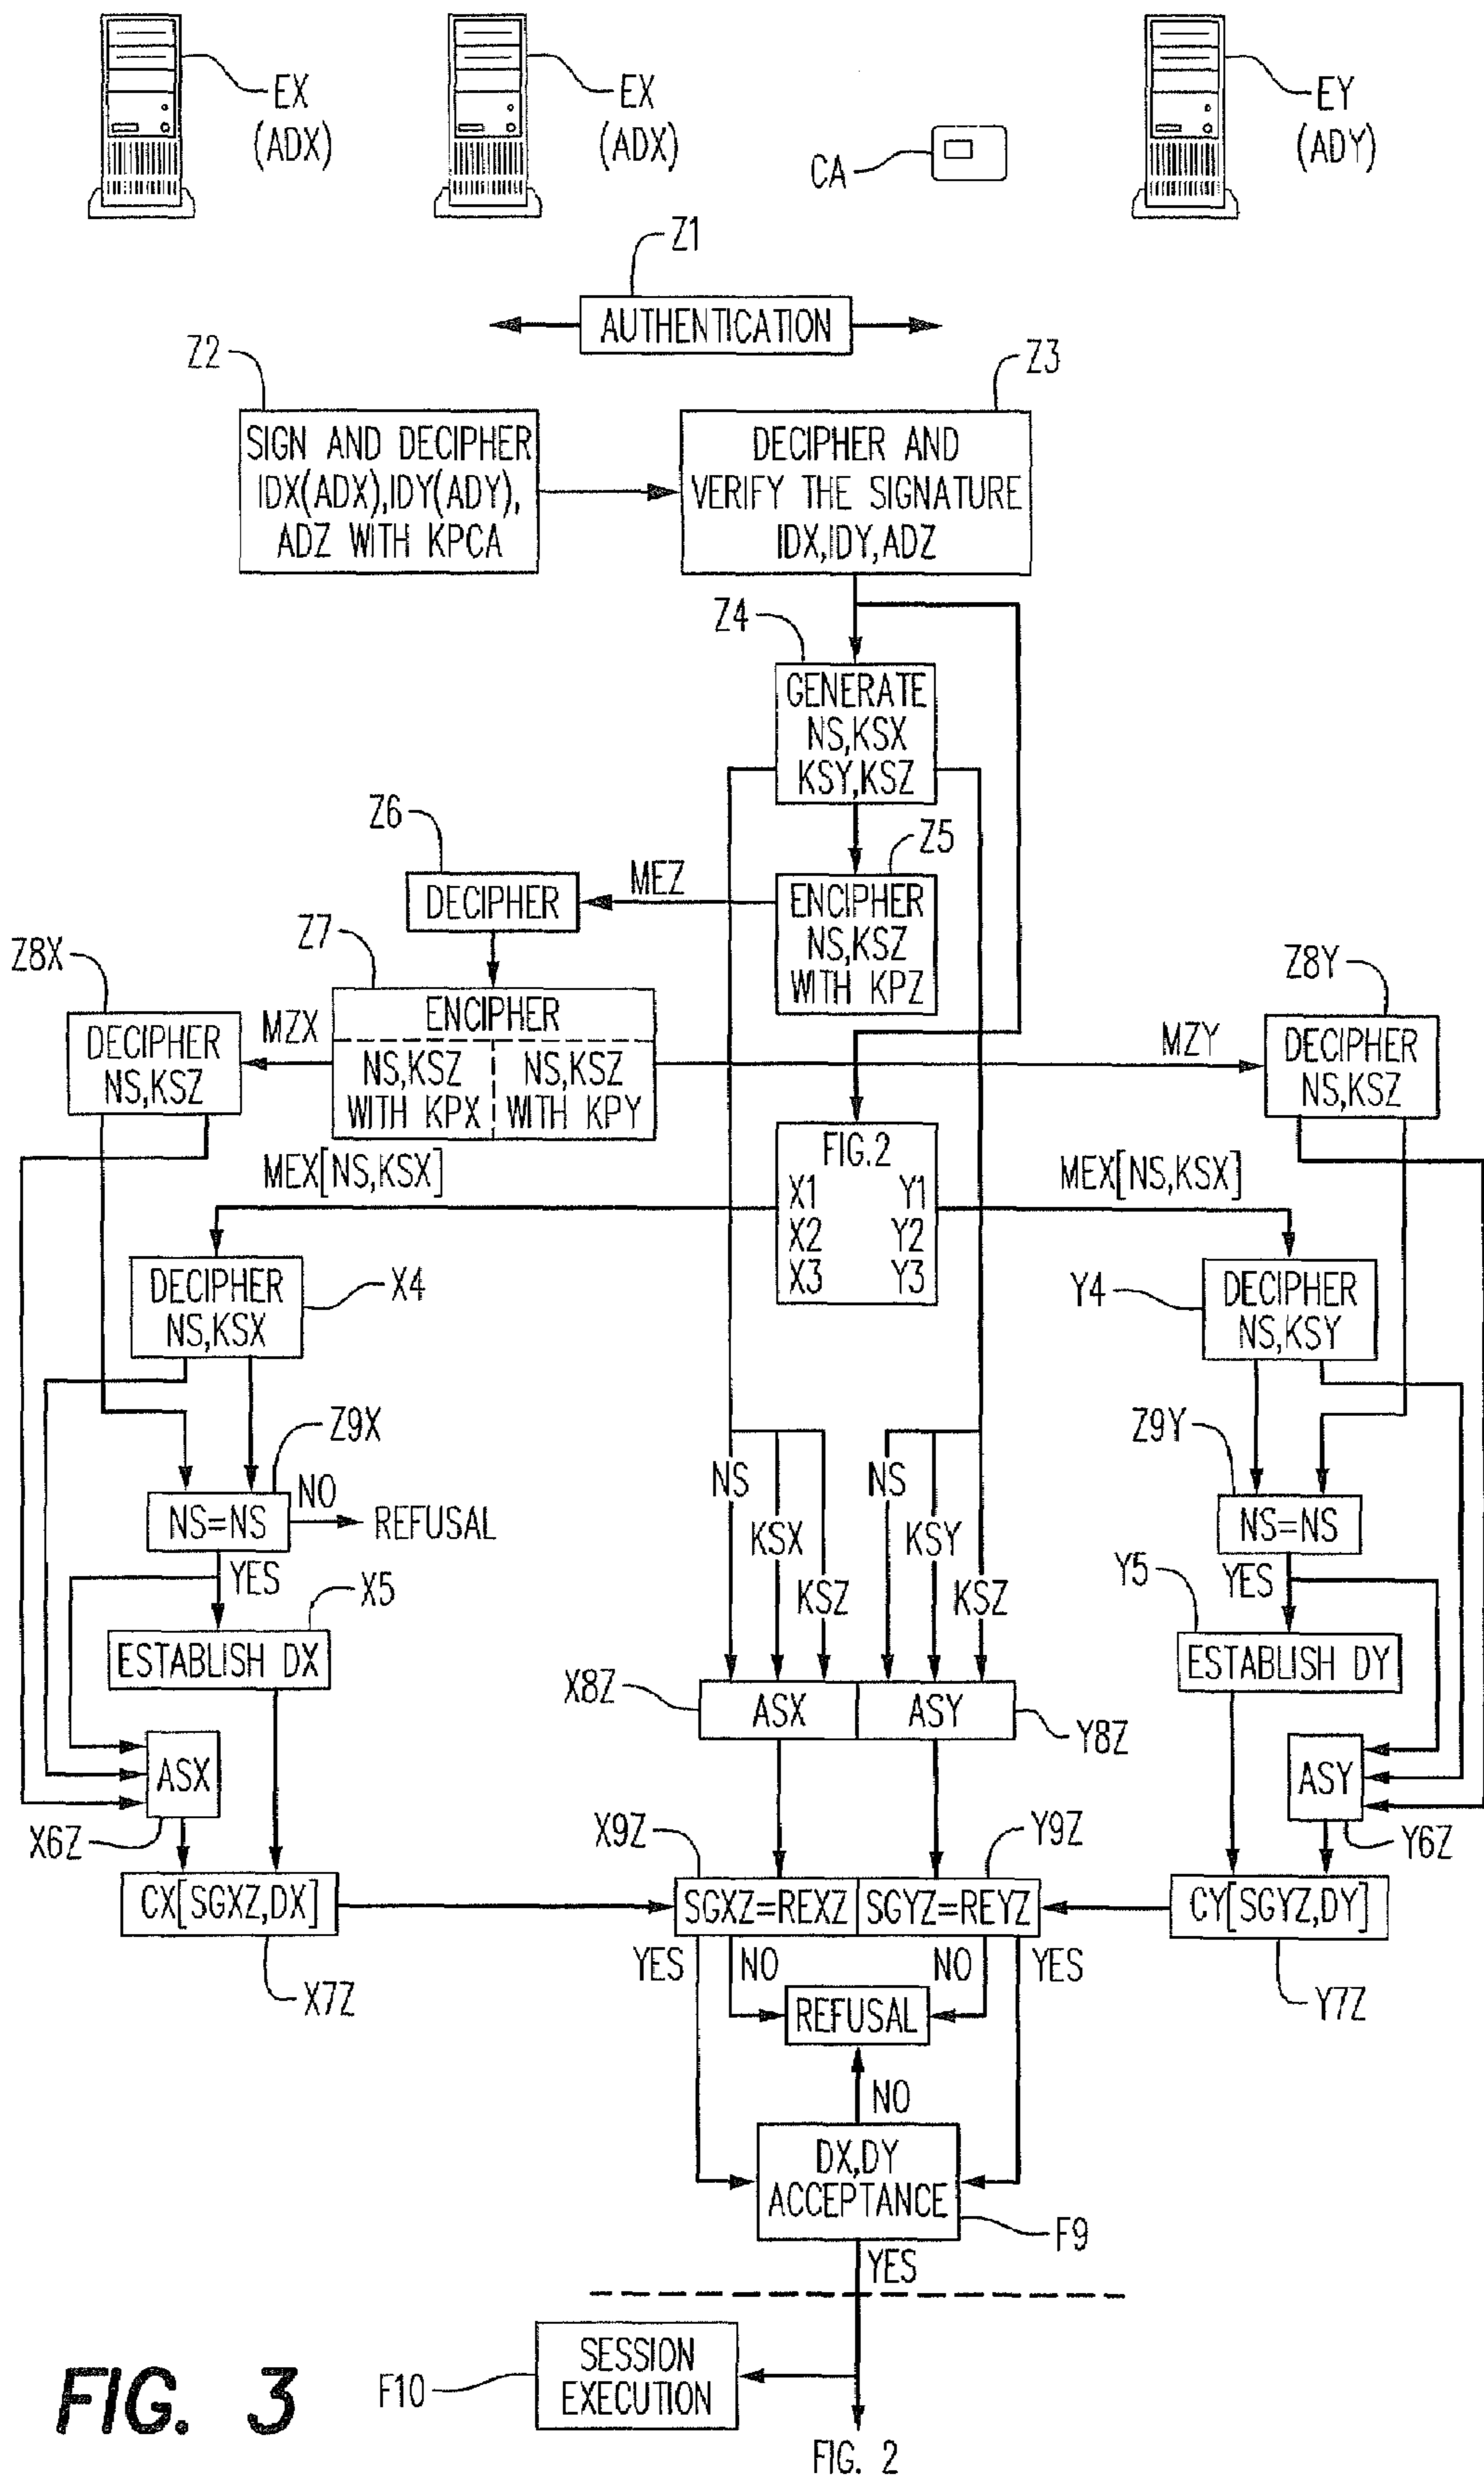 EX
(ADX)
EX
(ADX)
CA
EY
(ADY)
Z1
AUTHENTICATION
Z2
Z3
SIGN AND DECIPHER
IDX(ADX),IDY(ADY),
ADZ WITH KPCA
DECIPHER AND
VERIFY THE SIGNATURE
IDX,IDY,ADZ
Z4
GENERATE
NS,KSX
KSY,KSZ
Z6
DECIPHER
MEZ
Z5
ENCIPHER
NS,KSZ
WITH KPZ
Z7
ENCIPHER
NS,KSZ
WITH KPX
NS,KSZ
WITH KPY
Z8X
DECIPHER
NS,KSZ
MZX
MZY
Z8Y
DECIPHER
NS,KSZ
MEX[NS,KSX]
FIG.2
X1 Y1
X2 Y2
X3 Y3
MEX[NS,KSX]
DECIPHER
NS,KSX
X4
Y4
DECIPHER
NS,KSY
Z9X
NS=NS
NO
REFUSAL
YES
NS
KSX
KSZ
NS
KSY
KSZ
Z9Y
NS=NS
YES
X5
ESTABLISH DX
Y5
ESTABLISH DY
X8Z
ASX
ASY
Y8Z
ASX
X6Z
ASY
Y6Z
X9Z
Y9Z
CX[SGXZ,DX]
X7Z
SGXZ=REXZ
SGYZ=REYZ
CY[SGYZ,DY]
Y7Z
YES
NO
NO
YES
REFUSAL
NO
DX,DY
ACCEPTANCE
F9
YES
F10
SESSION
EXECUTION
FIG. 2
FIG. 3